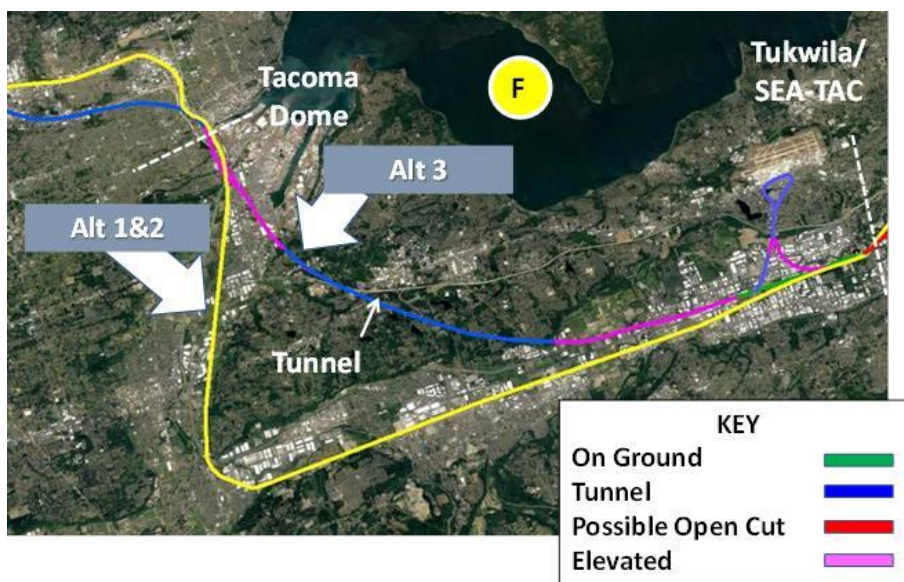 Tukwila/
SEA-TAC
F
Tacoma
Dome
Alt 3
Alt 1&2
Tunnel
KEY
On Ground
Tunnel
Possible Open Cut
Elevated